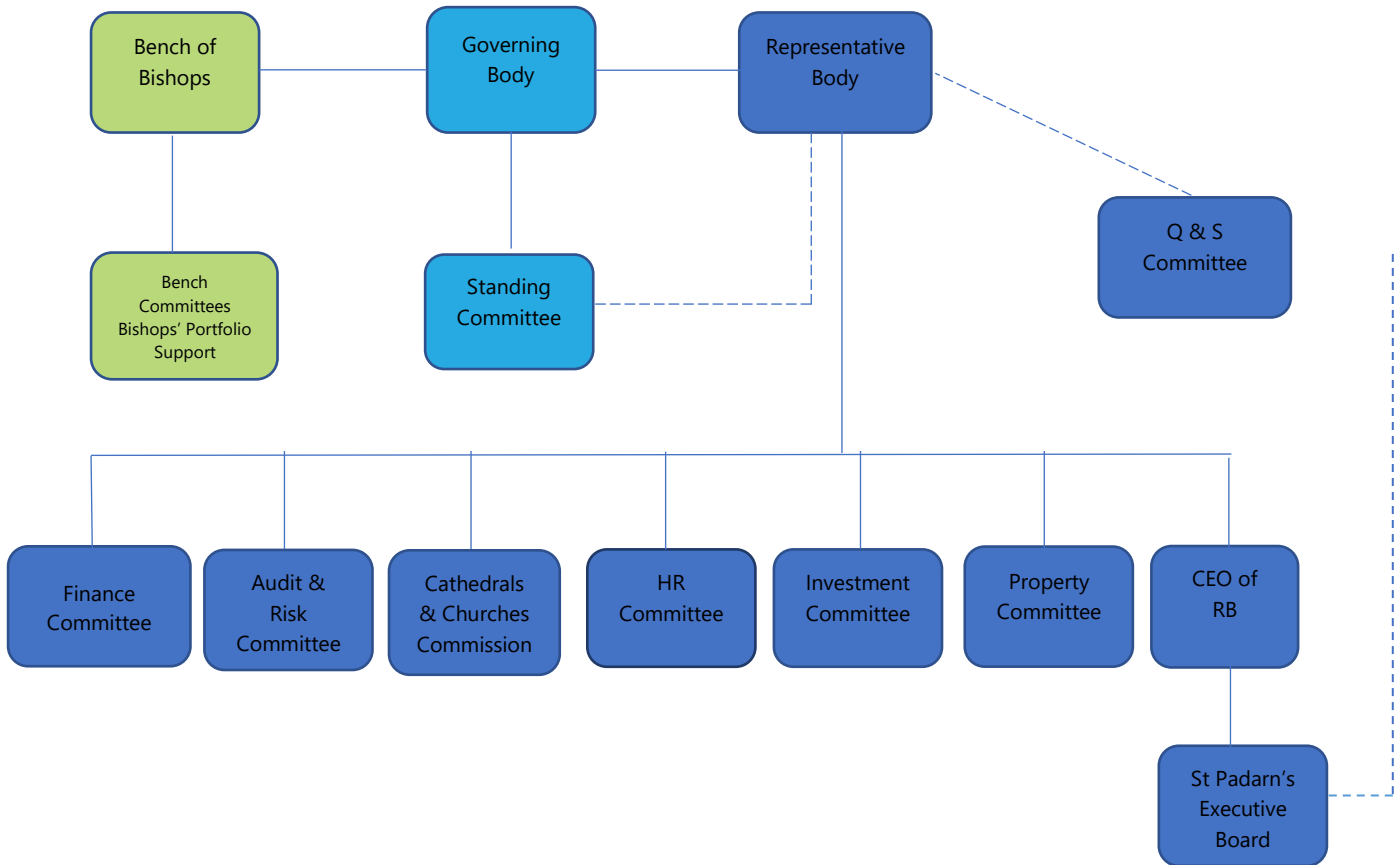 Bench of
Bishops
Governing
Body
Representative
Body
Q & S
Committee
Bench
Committees
Bishops’ Portfolio
Support
Standing
Committee
Finance
Committee
Audit &
Risk
Committee
Cathedrals
& Churches
Commission
HR
Committee
Investment
Committee
Property
Committee
CEO of
RB
St Padarn’s
Executive
Board